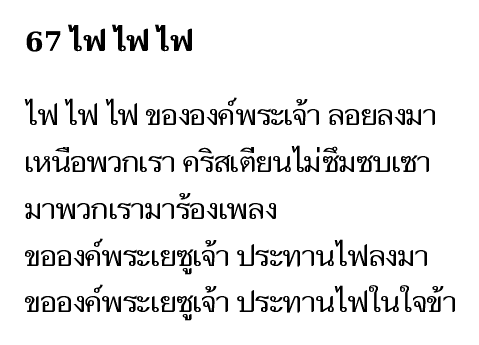 67 ไฟ ไฟ ไฟ
ไฟ ไฟ ไฟ ขององค์พระเจ้า ลอยลงมา
เหนือพวกเรา คริสเตียนไม่ซึมซบเซา
มาพวกเรามาร้องเพลง
ขอองค์พระเยซูเจ้า ประทานไฟลงมา
ขอองค์พระเยซูเจ้า ประทานไฟในใจข้า